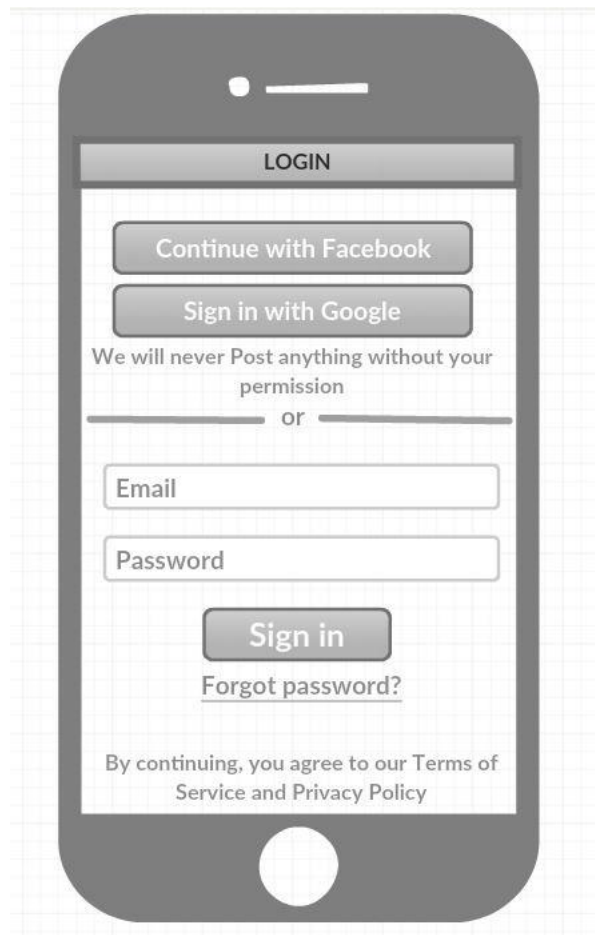 LOGIN
Continue with Facebook
Sign in with Google
We will never Post anything without your
permission
or
Email
Password
Sign in
Forgot password?
By continuing, you agree to our Terms of
Service and Privacy Policy